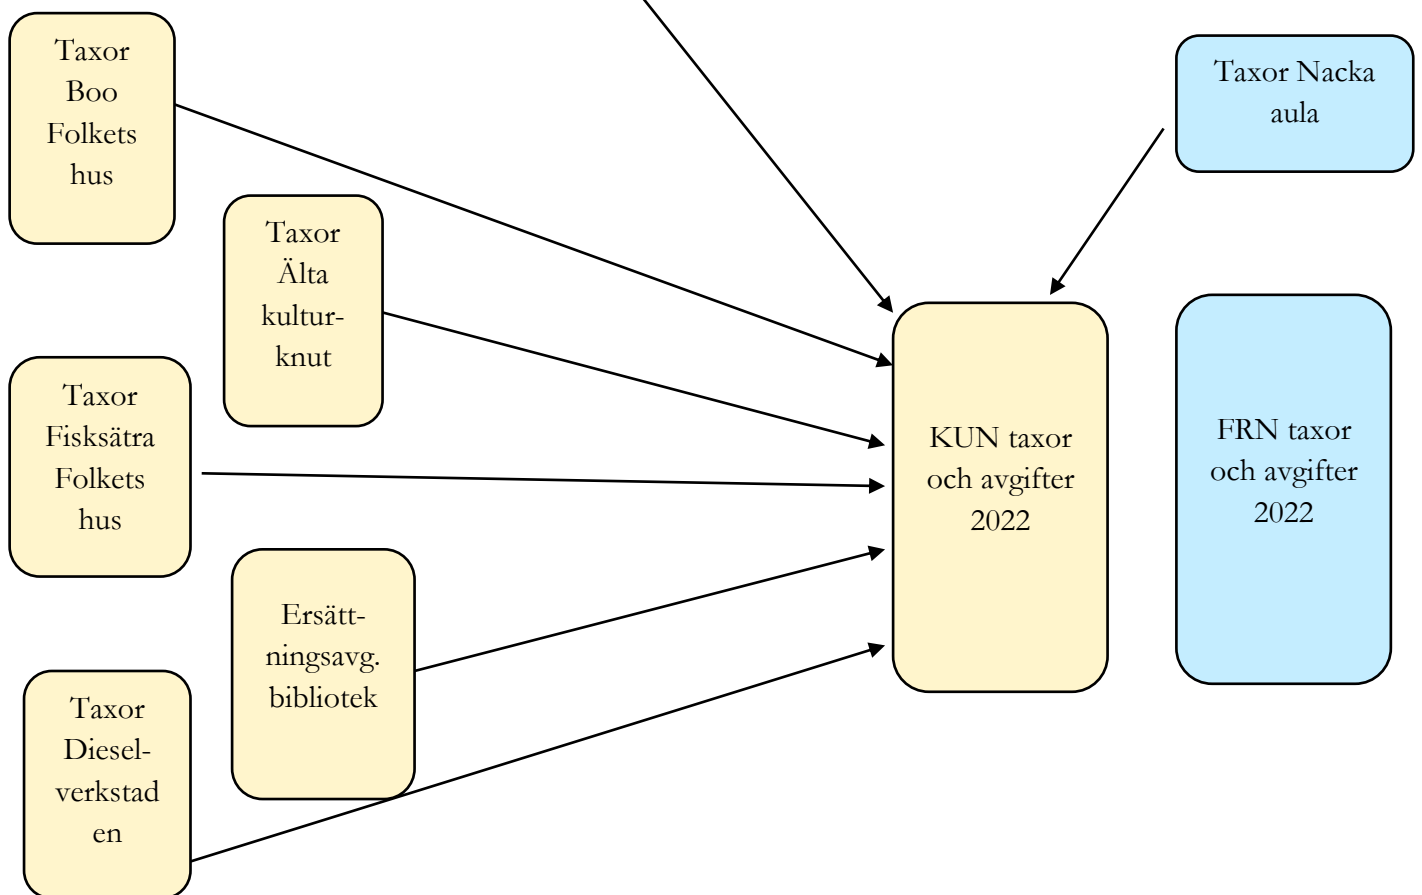 Taxor
Boo
Folkets
hus
Taxor Nacka
aula
Taxor
Älta
kultur-
knut
Taxor
Fisksätra
Folkets
hus
KUN taxor
och avgifter
2022
FRN taxor
och avgifter
2022
Ersätt-
ningsavg.
bibliotek
Taxor
Diesel-
verkstad
en